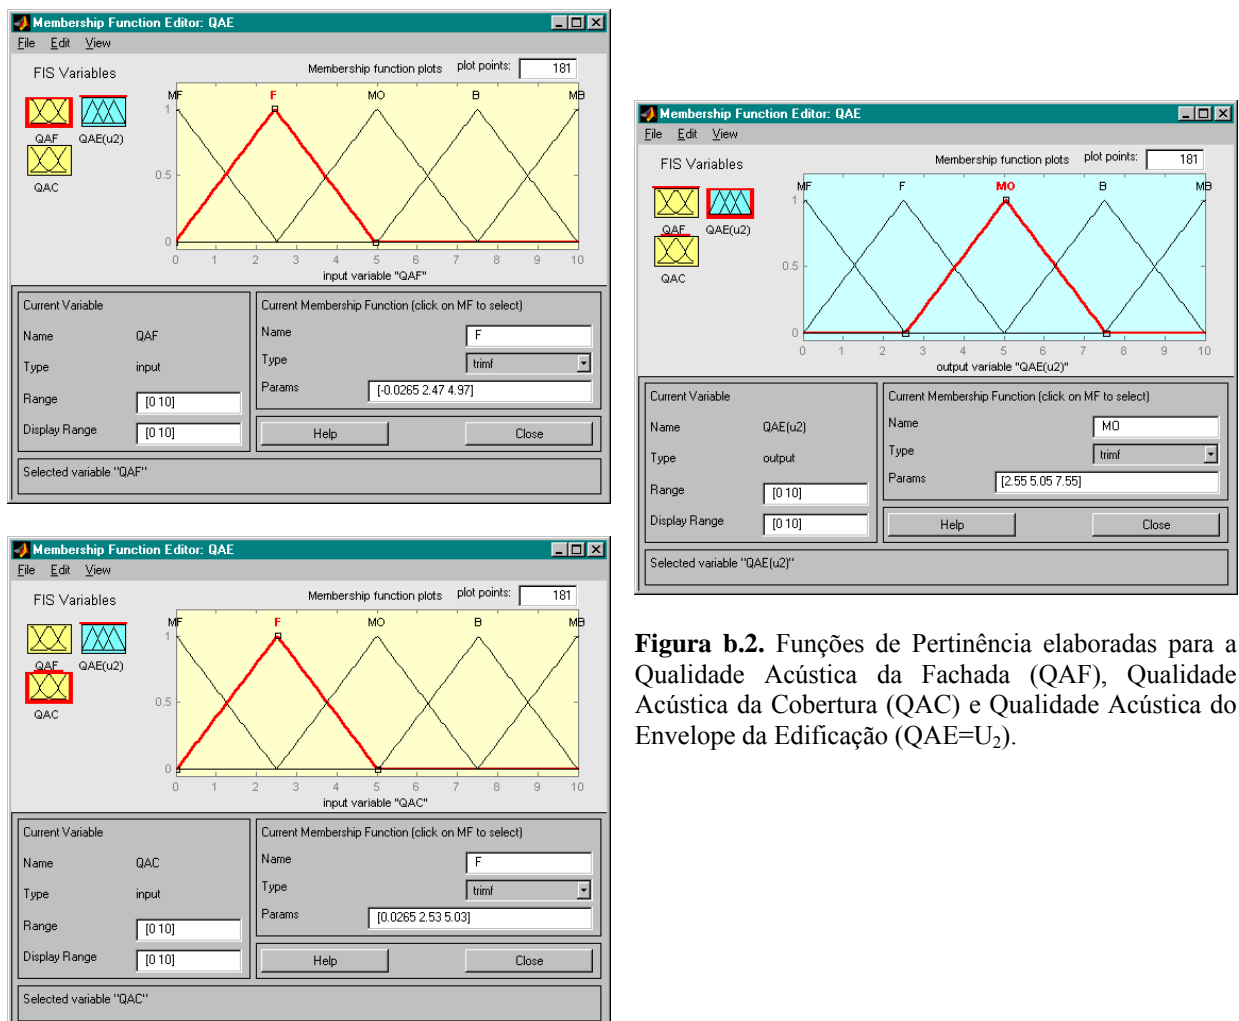 Membership Function Editor: QAE
File Edit View
FIS Variables
Membership function plots plot points: 181
QAF QAE(u2)
QAC
MF F MO B MB
1
0.5
0
0 1 2 3 4 5 6 7 8 9 10
input variable "QAF"
Current Variable
Name QAF
Type input
Range [0 10]
Display Range [0 10]
Current Membership Function (click on MF to select)
Name F
Type trimf
Params [-0.0265 2.47 4.97]
Help Close
Selected variable "QAF"
Membership Function Editor: QAE
File Edit View
FIS Variables
Membership function plots plot points: 181
QAF QAE(u2)
QAC
MF F MO B MB
1
0.5
0
0 1 2 3 4 5 6 7 8 9 10
output variable "QAE(u2)"
Current Variable
Name QAE(u2)
Type output
Range [0 10]
Display Range [0 10]
Current Membership Function (click on MF to select)
Name MO
Type trimf
Params [2.55 5.05 7.55]
Help Close
Selected variable "QAE(u2)"
Membership Function Editor: QAE
File Edit View
FIS Variables
Membership function plots plot points: 181
QAF QAE(u2)
QAC
MF F MO B MB
1
0.5
0
0 1 2 3 4 5 6 7 8 9 10
input variable "QAC"
Current Variable
Name QAC
Type input
Range [0 10]
Display Range [0 10]
Current Membership Function (click on MF to select)
Name F
Type trimf
Params [0.0265 2.53 5.03]
Help Close
Selected variable "QAC"
Figura b.2. Funções de Pertinência elaboradas para a
Qualidade Acústica da Fachada (QAF), Qualidade
Acústica da Cobertura (QAC) e Qualidade Acústica do
Envelope da Edificação (QAE=U₂).